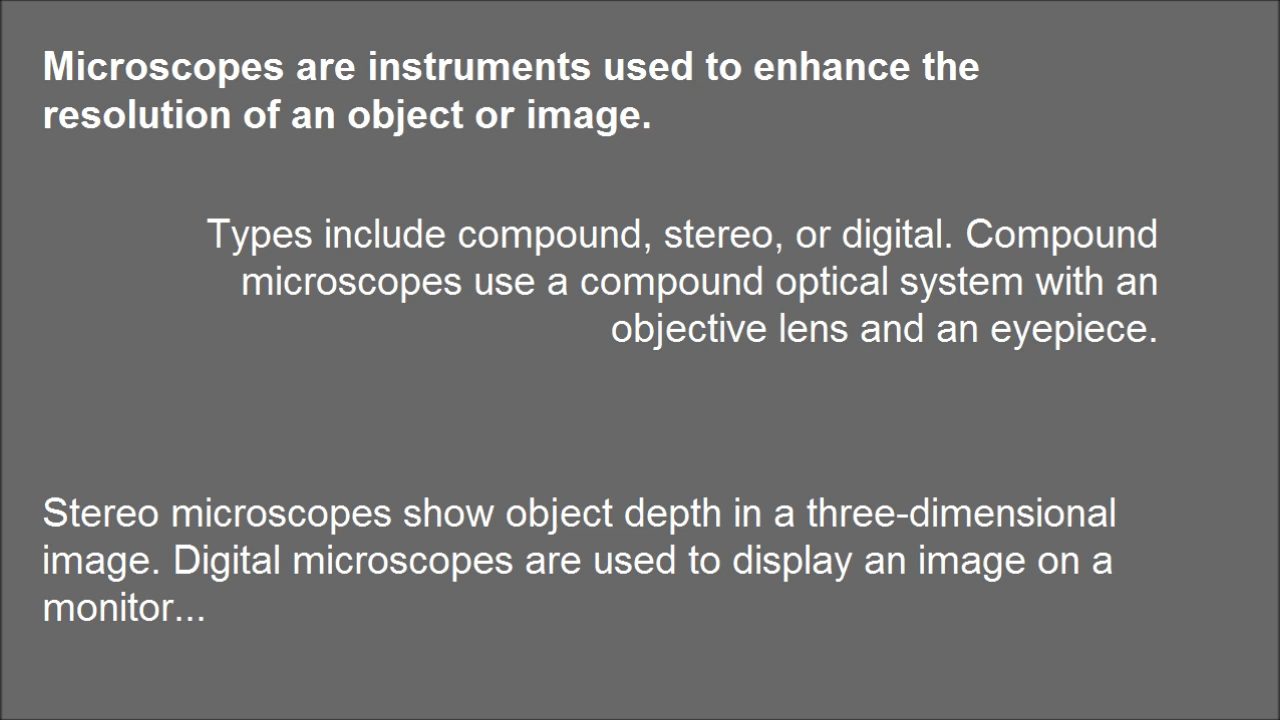 Microscopes are instruments used to enhance the
resolution of an object or image.
Types include compound, stereo, or digital. Compound
microscopes use a compound optical system with an
objective lens and an eyepiece.
Stereo microscopes show object depth in a three-dimensional
image. Digital microscopes are used to display an image on a
monitor...